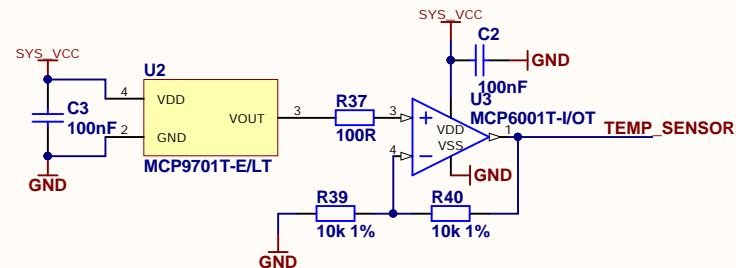 SYS_VCC
C2
GND
100nF
SYS_VCC
U2
U3
MCP6001T-I/OT
C3
100nF
4
VDD
VOUT
3
R37
100R
3
VDD
VSS
1
TEMP_SENSOR
2
GND
MCP9701T-E/LT
4
GND
GND
R39
10k 1%
R40
10k 1%
GND